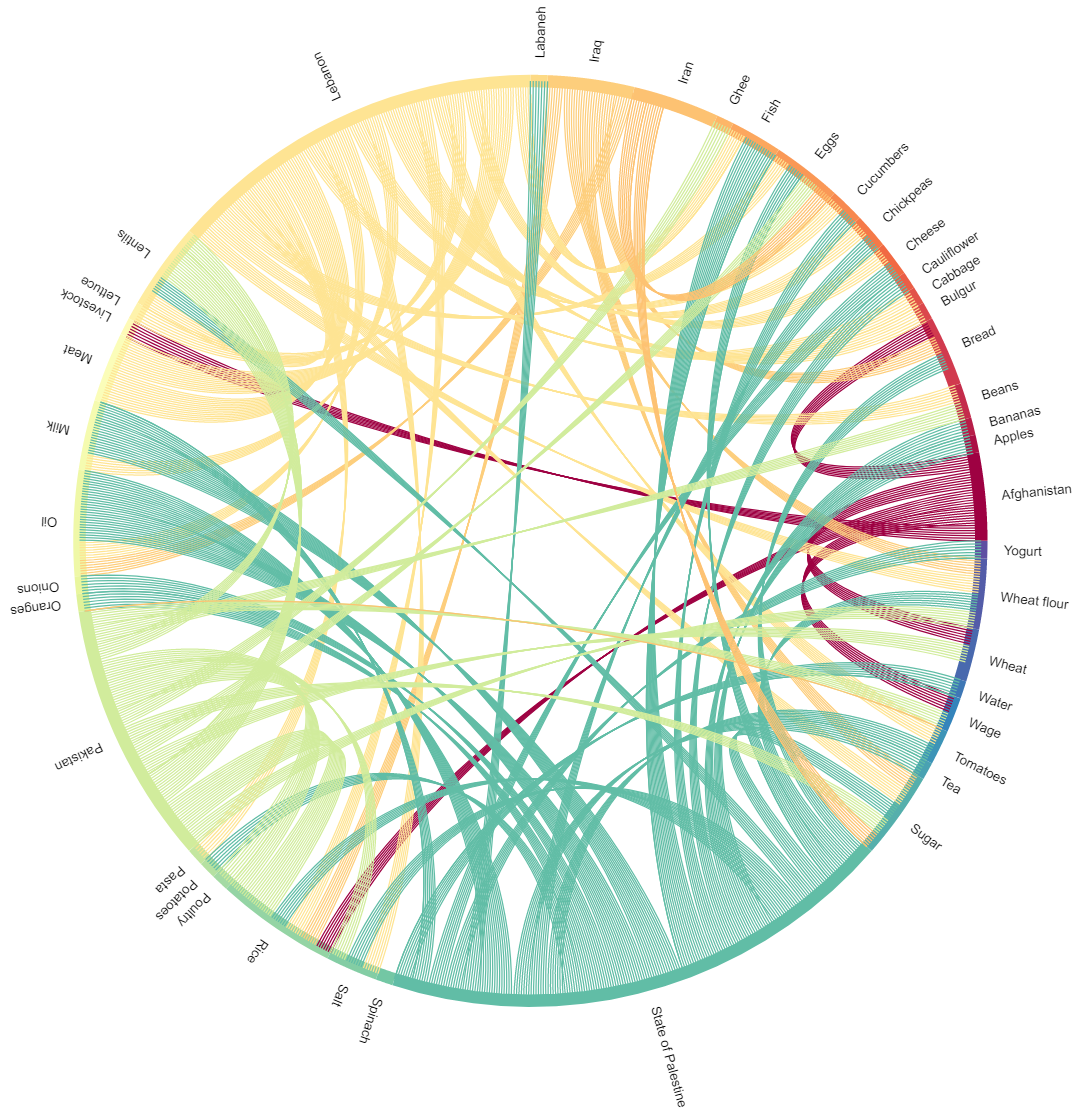 Labaneh
Iraq
Iran
Ghee
Fish
Eggs
Cucumbers
Chickpeas
Cheese
Cauliflower
Cabbage
Bulgur
Bread
Beans
Bananas
Apples
Afghanistan
Yogurt
Wheat flour
Wheat
Water
Wage
Tomatoes
Tea
Sugar
State of Palestine
Spinach
Salt
Rice
Poultry
Potatoes
Pasta
Pakistan
Oranges
Onions
Oil
Milk
Meat
Livestock
Lettuce
Lentils
Lebanon